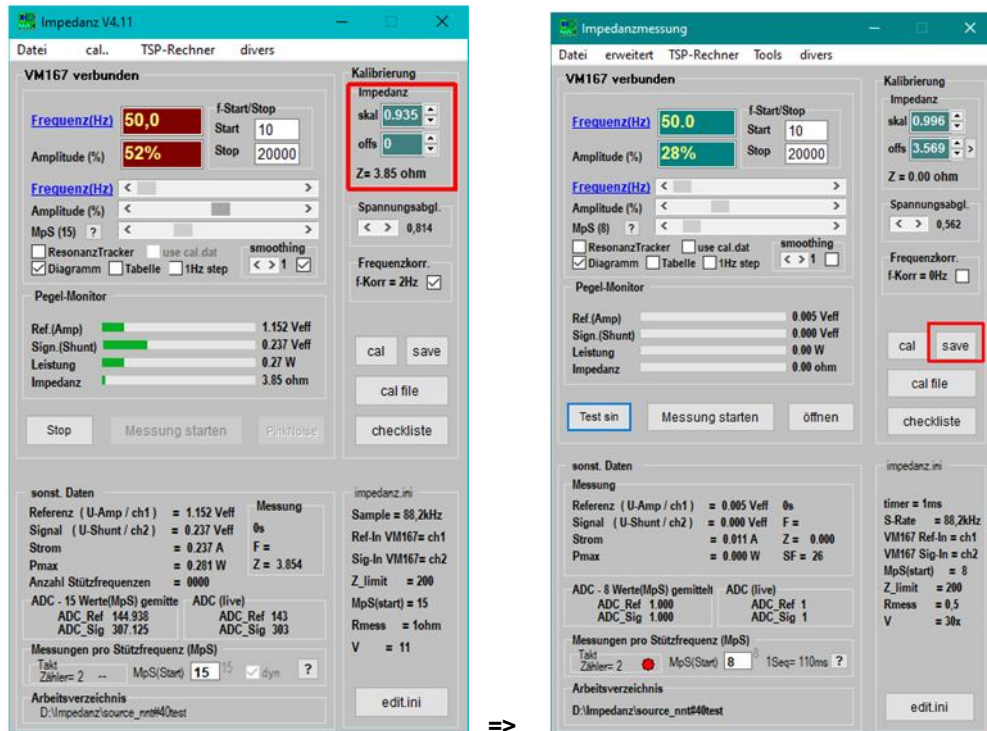 Impedanz V4.11
Datei cal.. TSP-Rechner divers
VM167 verbunden
Frequenz(Hz) 50,0
Amplitude (%) 52%
f-Start/Stop
Start 10
Stop 20000
Frequenz(Hz) < >
Amplitude (%) < >
MpS (15) ? < >
ResonanzTracker use cal.dat
Diagramm Tabelle 1Hz step
smoothing
< > 1
Pegel-Monitor
Ref.(Amp) 1.152 Veff
Sign.(Shunt) 0.237 Veff
Leistung 0.27 W
Impedanz 3.85 ohm
Stop Messung starten PinkNoise
Kalibrierung
Impedanz
skal 0.935
offs 0
Z= 3.85 ohm
Spannungsabgl.
< > 0,814
Frequenzkorr.
f-Korr = 2Hz
cal save
cal file
checkliste
sonst. Daten
Referenz ( U-Amp / ch1 ) = 1.152 Veff
Signal ( U-Shunt / ch2 ) = 0.237 Veff
Strom = 0.237 A
Pmax = 0.281 W
Anzahl Stützfrequenzen = 0000
Messung
0s
F =
Z = 3.854
ADC - 15 Werte(MpS) gemitte
ADC_Ref 144.938
ADC_Sig 307.125
ADC (live)
ADC_Ref 143
ADC_Sig 303
Messungen pro Stützfrequenz (MpS)
Takt
Zähler= 2 -- MpS(Start) 15 15 dyn. ?
Arbeitsverzeichnis
D:\Impedanz\source_nnt#40test
impedanz.ini
Sample = 88,2kHz
Ref-In VM167= ch1
Sig-In VM167= ch2
Z_limit = 200
MpS(start) = 15
Rmess = 1ohm
V = 11
edit.ini
=>
Impedanzmessung
Datei erweitert TSP-Rechner Tools divers
VM167 verbunden
Frequenz(Hz) 50.0
Amplitude (%) 28%
f-Start/Stop
Start 10
Stop 20000
Frequenz(Hz) < >
Amplitude (%) < >
MpS (8) ? < >
ResonanzTracker use cal.dat
Diagramm Tabelle 1Hz step
smoothing
< > 1
Pegel-Monitor
Ref.(Amp) 0.005 Veff
Sign.(Shunt) 0.000 Veff
Leistung 0.00 W
Impedanz 0.00 ohm
Test sin Messung starten öffnen
Kalibrierung
Impedanz
skal 0.996
offs 3.569 >
Z = 0.00 ohm
Spannungsabgl.
< > 0,562
Frequenzkorr.
f-Korr = 0Hz
cal save
cal file
checkliste
sonst. Daten
Messung
Referenz ( U-Amp / ch1 ) = 0.005 Veff 0s
Signal ( U-Shunt / ch2 ) = 0.000 Veff F =
Strom = 0.011 A Z = 0.000
Pmax = 0.000 W SF = 26
ADC - 8 Werte(MpS) gemittelt
ADC_Ref 1.000
ADC_Sig 1.000
ADC (live)
ADC_Ref 1
ADC_Sig 1
Messungen pro Stützfrequenz (MpS)
Takt
Zähler= 2 MpS(Start) 8 8 1Seq= 110ms ?
Arbeitsverzeichnis
D:\Impedanz\source_nnt#40test
impedanz.ini
timer = 1ms
S-Rate = 88,2kHz
VM167 Ref-In = ch1
VM167 Sig-In = ch2
MpS(start) = 8
Z_limit = 200
Rmess = 0,5
V = 30x
edit.ini